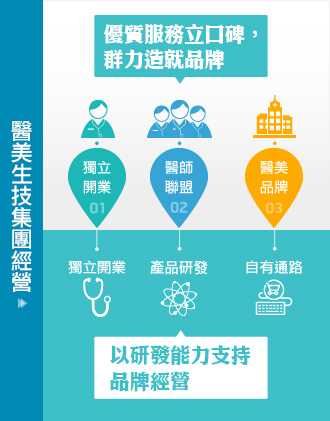 醫美生技集團經營
優質服務立口碑，
群力造就品牌
獨立
開業
01
醫師
聯盟
02
醫美
品牌
03
獨立開業
產品研發
自有通路
以研發能力支持
品牌經營